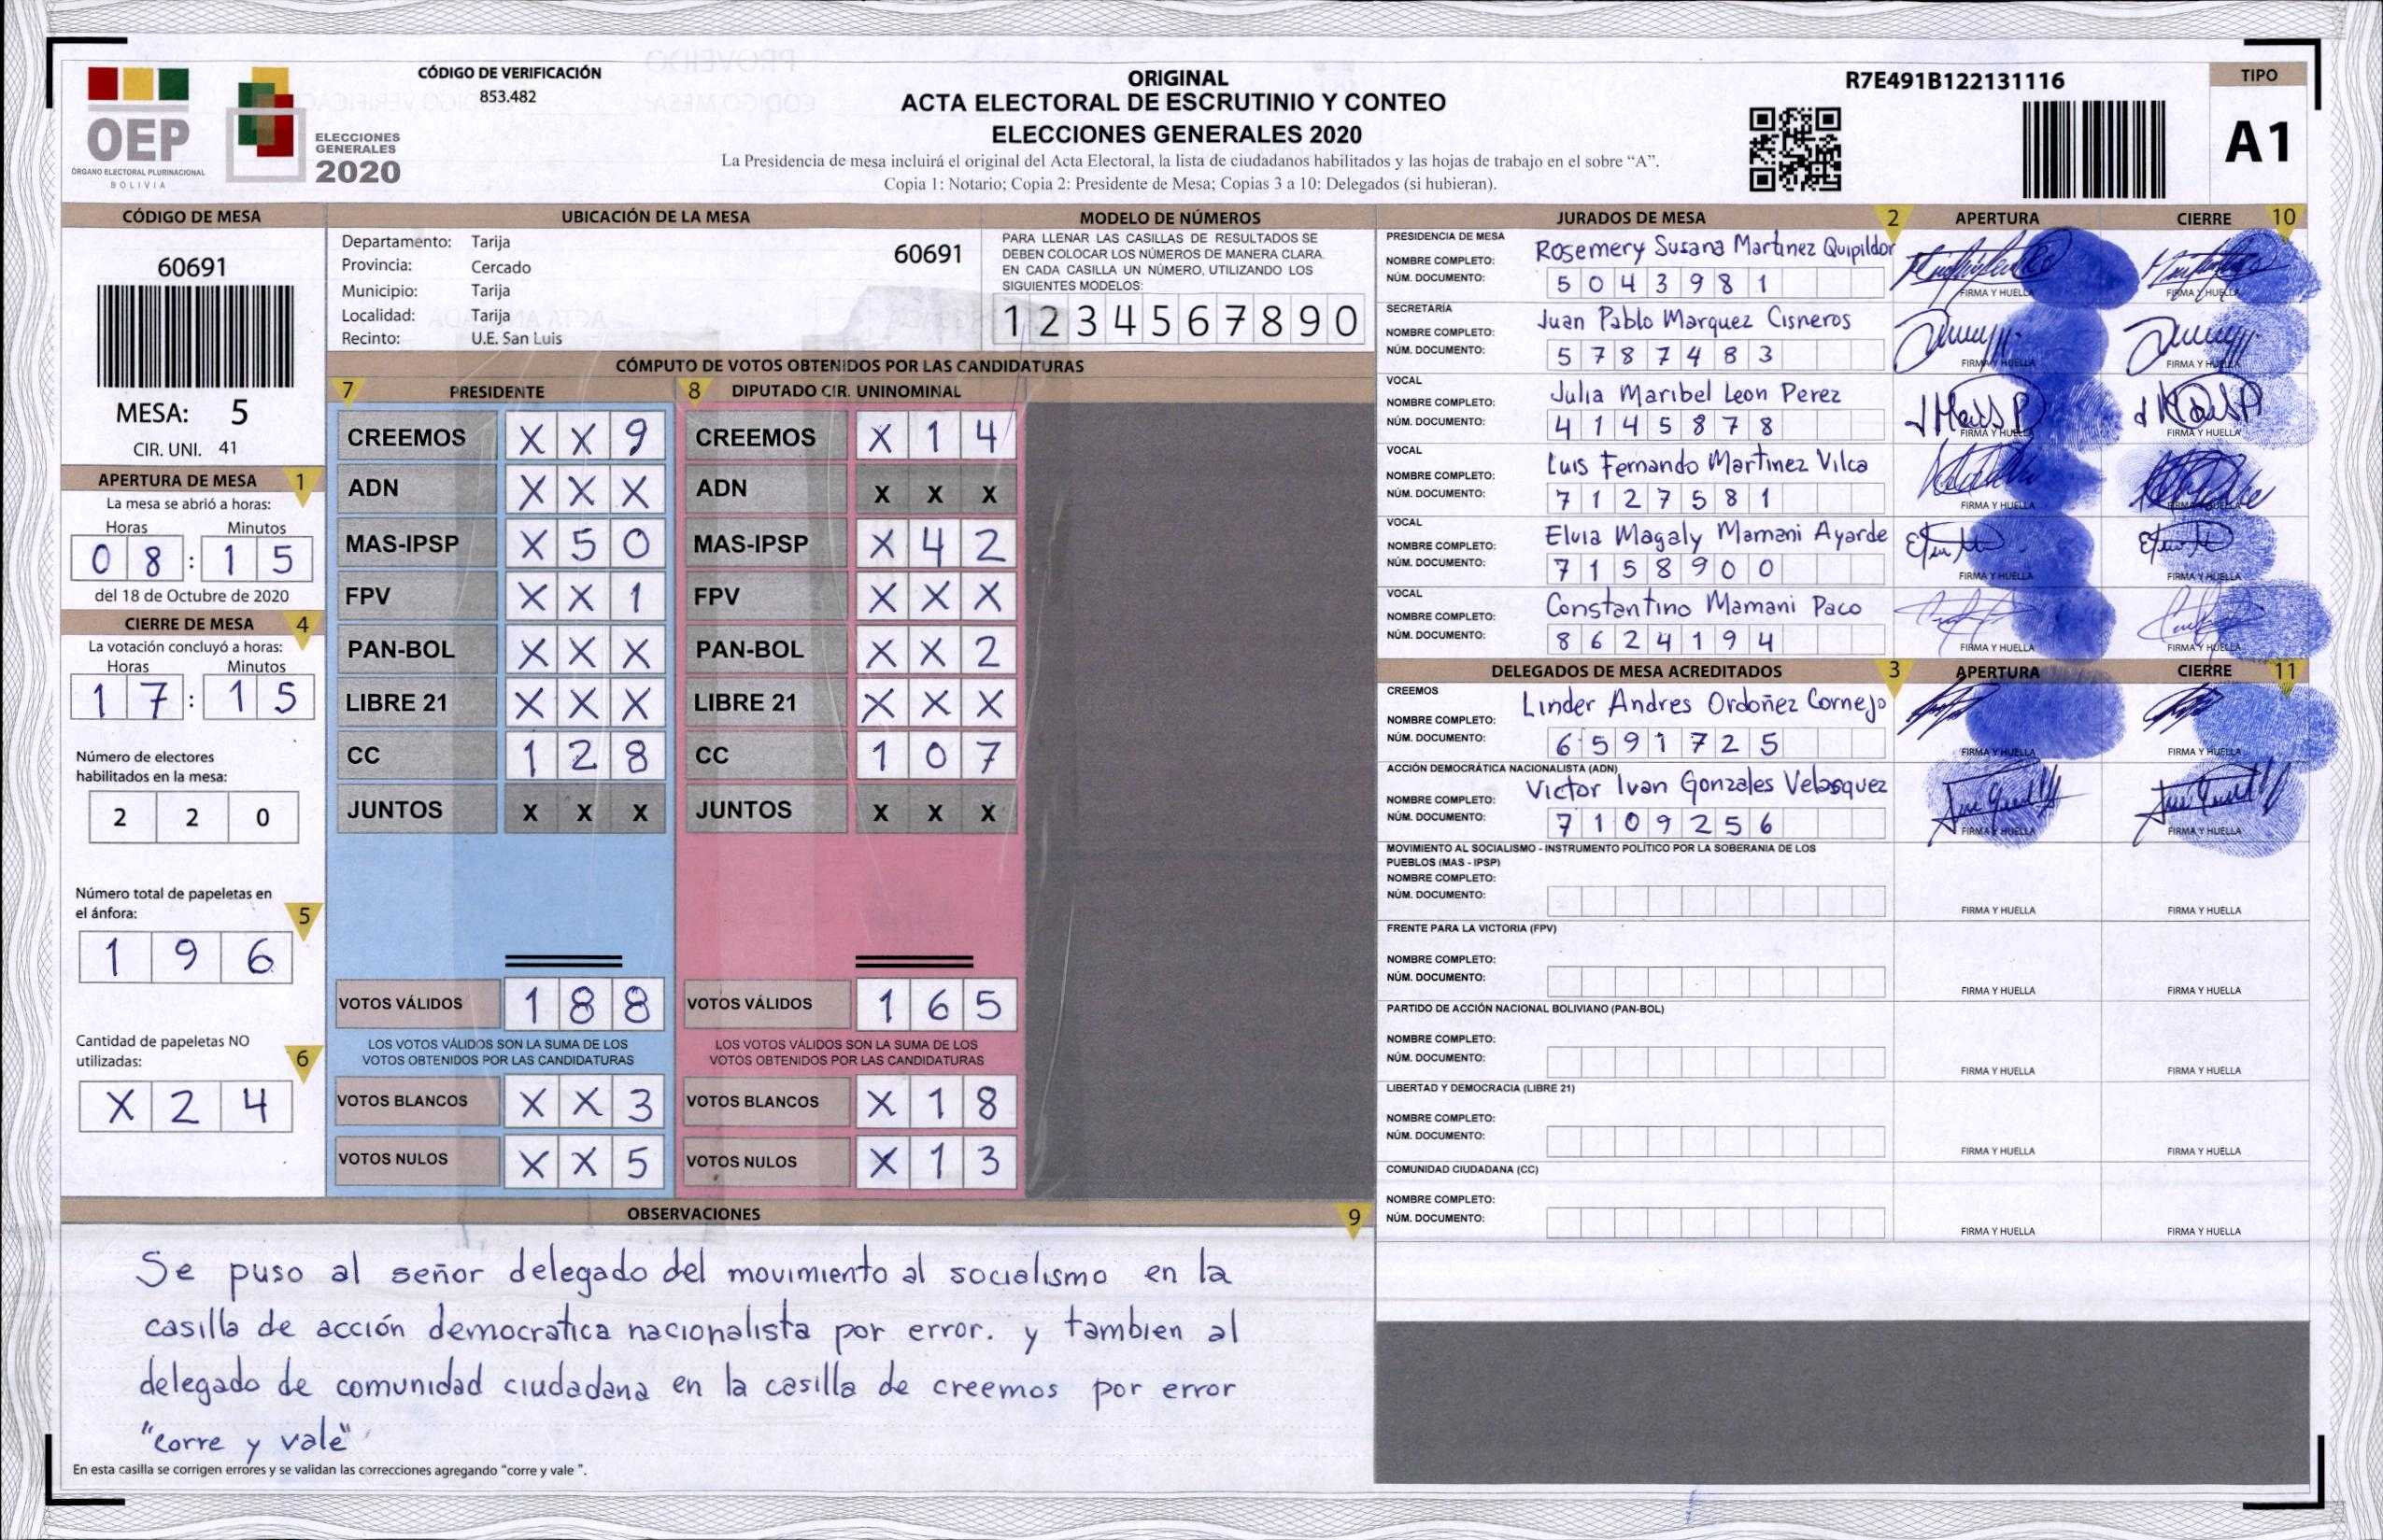 CÓDIGO DE VERIFICACIÓN
853.482
OEP
ÓRGANO ELECTORAL PLURINACIONAL
BOLIVIA
ELECCIONES
GENERALES
2020
ORIGINAL
ACTA ELECTORAL DE ESCRUTINIO Y CONTEO
ELECCIONES GENERALES 2020
La Presidencia de mesa incluirá el original del Acta Electoral, la lista de ciudadanos habilitados y las hojas de trabajo en el sobre “A”.
Copia 1: Notario; Copia 2: Presidente de Mesa; Copias 3 a 10: Delegados (si hubieran).
R7E491B122131116
TIPO
A1
CÓDIGO DE MESA
60691
MESA: 5
CIR. UNI. 41
APERTURA DE MESA 1
La mesa se abrió a horas:
Horas Minutos
0 8 : 1 5
del 18 de Octubre de 2020
CIERRE DE MESA 4
La votación concluyó a horas:
Horas Minutos
1 7 : 1 5
Número de electores
habilitados en la mesa:
2 2 0
Número total de papeletas en
el ánfora: 5
1 9 6
Cantidad de papeletas NO
utilizadas: 6
X 2 4
UBICACIÓN DE LA MESA
Departamento: Tarija 60691
Provincia: Cercado
Municipio: Tarija
Localidad: Tarija
Recinto: U.E. San Luis
MODELO DE NÚMEROS
PARA LLENAR LAS CASILLAS DE RESULTADOS SE
DEBEN COLOCAR LOS NÚMEROS DE MANERA CLARA.
EN CADA CASILLA UN NÚMERO, UTILIZANDO LOS
SIGUIENTES MODELOS:
1 2 3 4 5 6 7 8 9 0
CÓMPUTO DE VOTOS OBTENIDOS POR LAS CANDIDATURAS
7 PRESIDENTE 8 DIPUTADO CIR. UNINOMINAL
CREEMOS X X 9 CREEMOS X 1 4
ADN X X X ADN X X X
MAS-IPSP X 5 0 MAS-IPSP X 4 2
FPV X X 1 FPV X X X
PAN-BOL X X X PAN-BOL X X 2
LIBRE 21 X X X LIBRE 21 X X X
CC 1 2 8 CC 1 0 7
JUNTOS X X X JUNTOS X X X
VOTOS VÁLIDOS 1 8 8 VOTOS VÁLIDOS 1 6 5
LOS VOTOS VÁLIDOS SON LA SUMA DE LOS LOS VOTOS VÁLIDOS SON LA SUMA DE LOS
VOTOS OBTENIDOS POR LAS CANDIDATURAS VOTOS OBTENIDOS POR LAS CANDIDATURAS
VOTOS BLANCOS X X 3 VOTOS BLANCOS X 1 8
VOTOS NULOS X X 5 VOTOS NULOS X 1 3
OBSERVACIONES 9
Se puso al señor delegado del movimiento al socialismo en la
casilla de acción democratica nacionalista por error. y tambien al
delegado de comunidad ciudadana en la casilla de creemos por error
"corre y vale"
En esta casilla se corrigen errores y se validan las correcciones agregando “corre y vale ”.
JURADOS DE MESA 2 APERTURA CIERRE 10
PRESIDENCIA DE MESA
NOMBRE COMPLETO: Rosemery Susana Martinez Quipildor
NÚM. DOCUMENTO: 5 0 4 3 9 8 1
FIRMA Y HUELLA FIRMA Y HUELLA
SECRETARÍA
NOMBRE COMPLETO: Juan Pablo Marquez Cisneros
NÚM. DOCUMENTO: 5 7 8 7 4 8 3
FIRMA Y HUELLA FIRMA Y HUELLA
VOCAL
NOMBRE COMPLETO: Julia Maribel Leon Perez
NÚM. DOCUMENTO: 4 1 4 5 8 7 8
FIRMA Y HUELLA FIRMA Y HUELLA
VOCAL
NOMBRE COMPLETO: Luis Fernando Martinez Vilca
NÚM. DOCUMENTO: 7 1 2 7 5 8 1
FIRMA Y HUELLA FIRMA Y HUELLA
VOCAL
NOMBRE COMPLETO: Elvia Magaly Mamani Ayarde
NÚM. DOCUMENTO: 7 1 5 8 9 0 0
FIRMA Y HUELLA FIRMA Y HUELLA
VOCAL
NOMBRE COMPLETO: Constantino Mamani Paco
NÚM. DOCUMENTO: 8 6 2 4 1 9 4
FIRMA Y HUELLA FIRMA Y HUELLA
DELEGADOS DE MESA ACREDITADOS 3 APERTURA CIERRE 11
CREEMOS
NOMBRE COMPLETO: Linder Andres Ordoñez Cornejo
NÚM. DOCUMENTO: 6 5 9 1 7 2 5
FIRMA Y HUELLA FIRMA Y HUELLA
ACCIÓN DEMOCRÁTICA NACIONALISTA (ADN)
NOMBRE COMPLETO: Victor Ivan Gonzales Velasquez
NÚM. DOCUMENTO: 7 1 0 9 2 5 6
FIRMA Y HUELLA FIRMA Y HUELLA
MOVIMIENTO AL SOCIALISMO - INSTRUMENTO POLÍTICO POR LA SOBERANIA DE LOS
PUEBLOS (MAS - IPSP)
NOMBRE COMPLETO:
NÚM. DOCUMENTO:
FIRMA Y HUELLA FIRMA Y HUELLA
FRENTE PARA LA VICTORIA (FPV)
NOMBRE COMPLETO:
NÚM. DOCUMENTO:
FIRMA Y HUELLA FIRMA Y HUELLA
PARTIDO DE ACCIÓN NACIONAL BOLIVIANO (PAN-BOL)
NOMBRE COMPLETO:
NÚM. DOCUMENTO:
FIRMA Y HUELLA FIRMA Y HUELLA
LIBERTAD Y DEMOCRACIA (LIBRE 21)
NOMBRE COMPLETO:
NÚM. DOCUMENTO:
FIRMA Y HUELLA FIRMA Y HUELLA
COMUNIDAD CIUDADANA (CC)
NOMBRE COMPLETO:
NÚM. DOCUMENTO:
FIRMA Y HUELLA FIRMA Y HUELLA